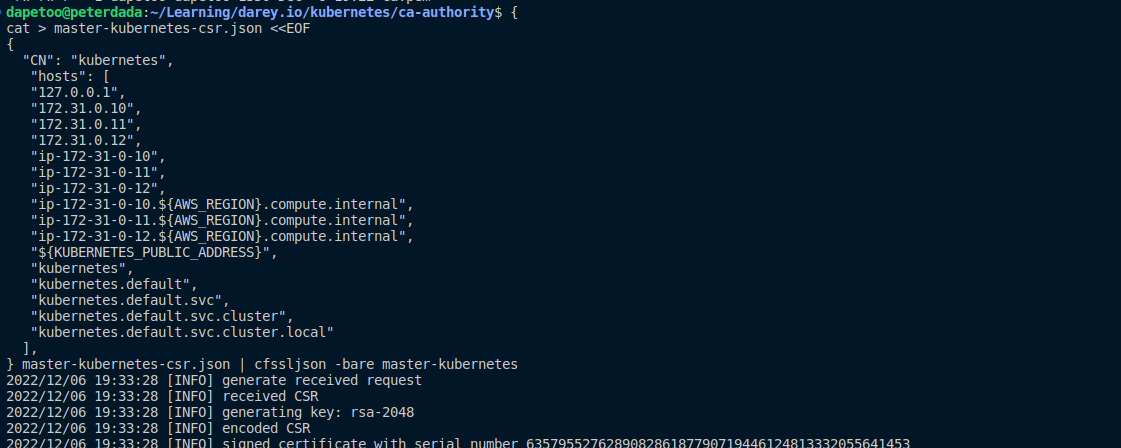 dapetoo@peterdada:~/Learning/darey.io/kubernetes/ca-authority$ {
cat > master-kubernetes-csr.json <<EOF
{
  "CN": "kubernetes",
   "hosts": [
   "127.0.0.1",
   "172.31.0.10",
   "172.31.0.11",
   "172.31.0.12",
   "ip-172-31-0-10",
   "ip-172-31-0-11",
   "ip-172-31-0-12",
   "ip-172-31-0-10.${AWS_REGION}.compute.internal",
   "ip-172-31-0-11.${AWS_REGION}.compute.internal",
   "ip-172-31-0-12.${AWS_REGION}.compute.internal",
   "${KUBERNETES_PUBLIC_ADDRESS}",
   "kubernetes",
   "kubernetes.default",
   "kubernetes.default.svc",
   "kubernetes.default.svc.cluster",
   "kubernetes.default.svc.cluster.local"
  ],
} master-kubernetes-csr.json | cfssljson -bare master-kubernetes
2022/12/06 19:33:28 [INFO] generate received request
2022/12/06 19:33:28 [INFO] received CSR
2022/12/06 19:33:28 [INFO] generating key: rsa-2048
2022/12/06 19:33:28 [INFO] encoded CSR
2022/12/06 19:33:28 [INFO] signed certificate with serial number 635795527628908286187790719446124813332055641453